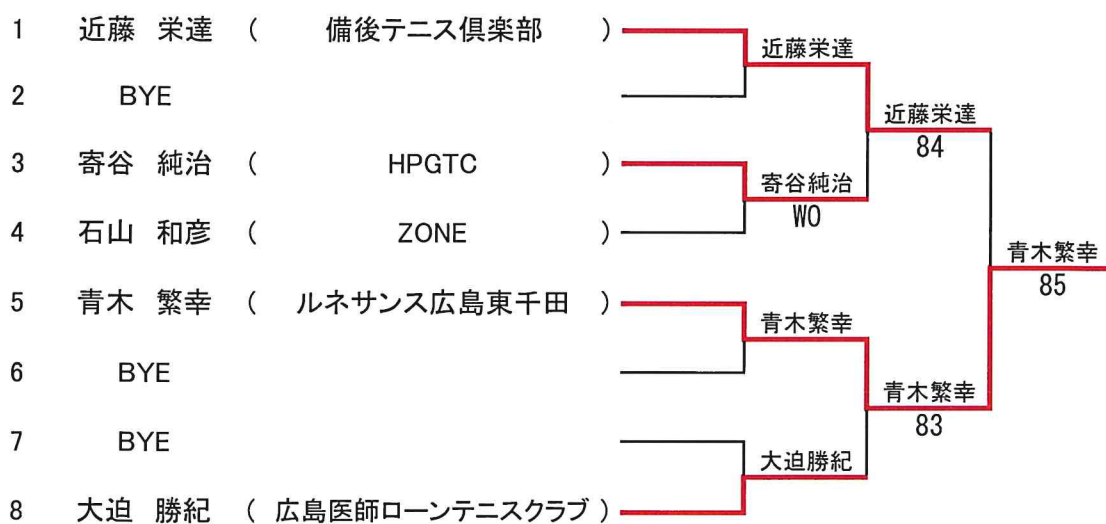 1 近藤 栄達 ( 備後テニス倶楽部 )
近藤栄達
2 BYE
近藤栄達
84
3 寄谷 純治 ( HPGTC )
寄谷純治
WO
4 石山 和彦 ( ZONE )
青木繁幸
85
5 青木 繁幸 ( ルネサンス広島東千田 )
青木繁幸
6 BYE
青木繁幸
83
7 BYE
大迫勝紀
8 大迫 勝紀 ( 広島医師ローンテニスクラブ )